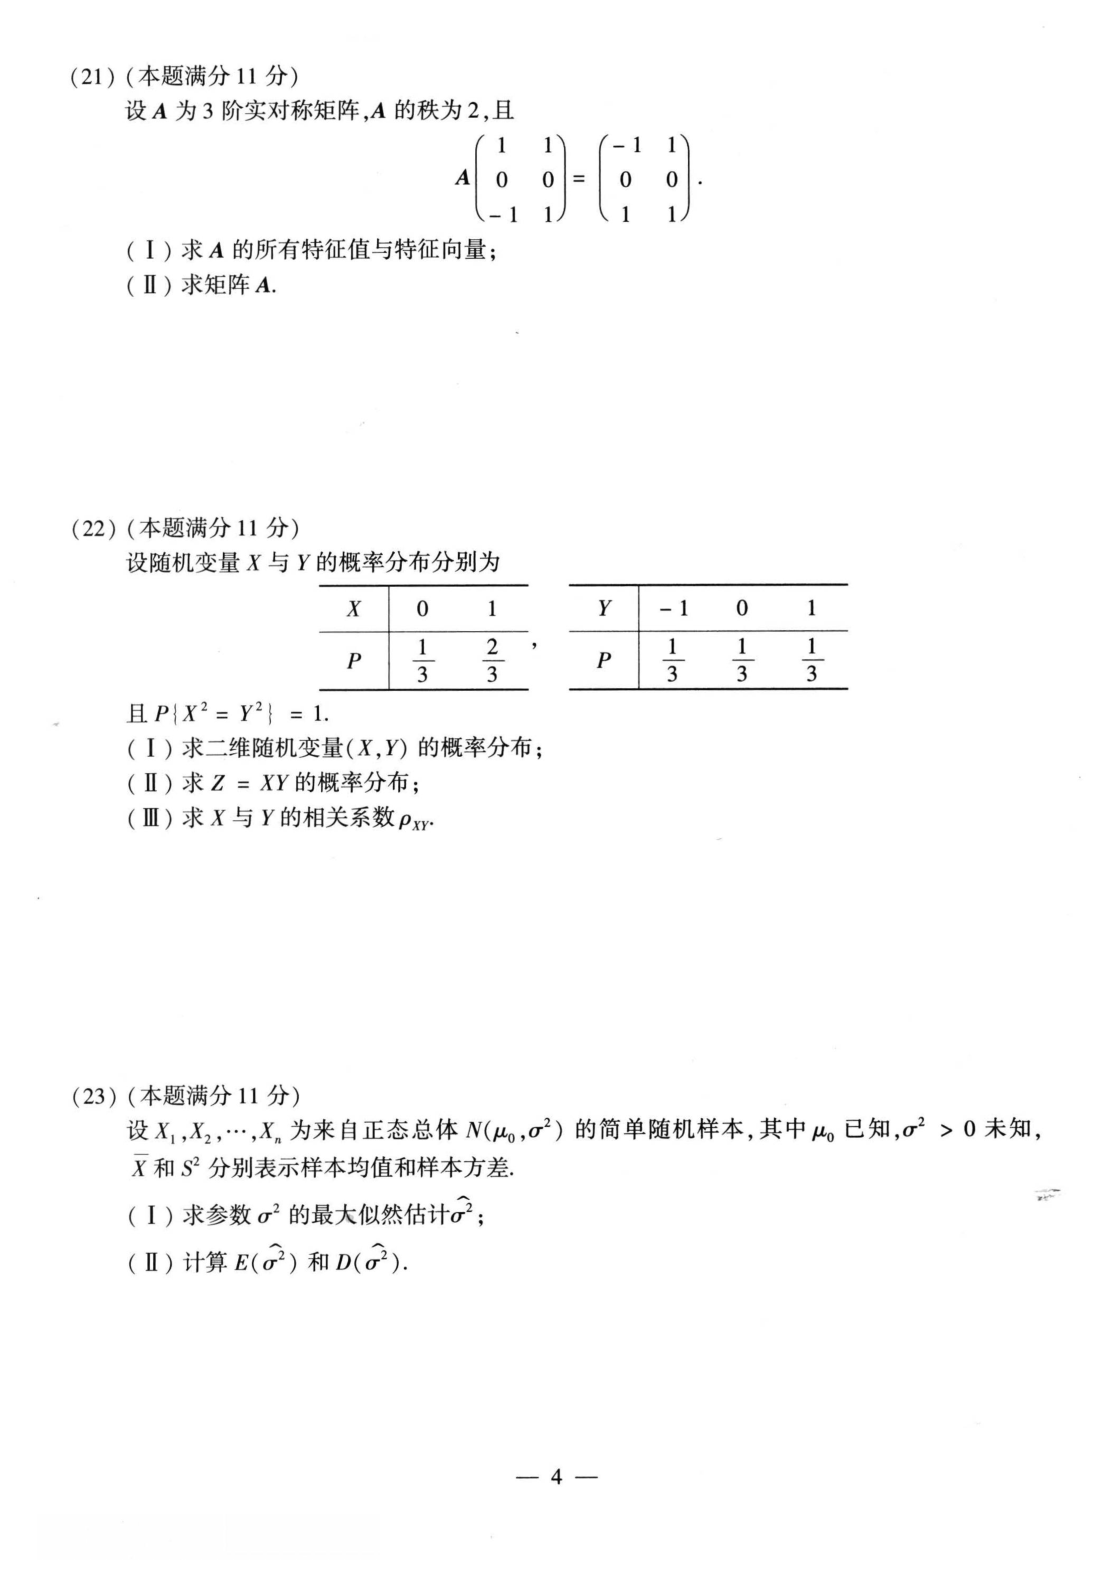 (21) (本题满分 11 分)
设 A 为 3 阶实对称矩阵,A 的秩为 2,且
A
1 1
0 0
-1 1
=
-1 1
0 0
1 1
.
(Ⅰ) 求 A 的所有特征值与特征向量;
(Ⅱ) 求矩阵 A.
(22) (本题满分 11 分)
设随机变量 X 与 Y 的概率分布分别为
X 0 1
P 1/3 2/3 ,
Y -1 0 1
P 1/3 1/3 1/3
且 P{X² = Y²} = 1.
(Ⅰ) 求二维随机变量(X,Y) 的概率分布;
(Ⅱ) 求 Z = XY 的概率分布;
(Ⅲ) 求 X 与 Y 的相关系数 ρ_XY.
(23) (本题满分 11 分)
设 X₁,X₂,⋯,Xₙ 为来自正态总体 N(μ₀,σ²) 的简单随机样本,其中 μ₀ 已知,σ² > 0 未知,
X̅ 和 S² 分别表示样本均值和样本方差.
(Ⅰ) 求参数 σ² 的最大似然估计 σ̂²;
(Ⅱ) 计算 E(σ̂²) 和 D(σ̂²).
— 4 —